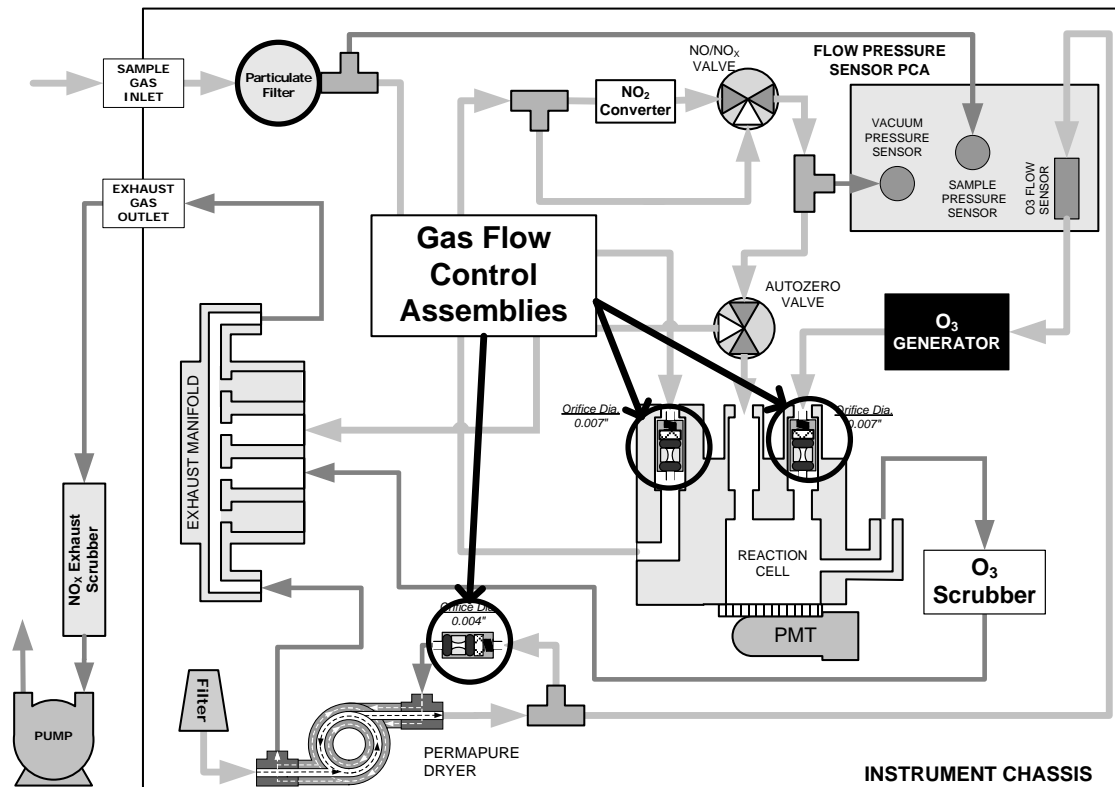 SAMPLE
GAS
INLET
Particulate
Filter
NO/NOX
VALVE
FLOW PRESSURE
SENSOR PCA
NO2
Converter
VACUUM
PRESSURE
SENSOR
SAMPLE
PRESSURE
SENSOR
O3 FLOW
SENSOR
EXHAUST
GAS
OUTLET
Gas Flow
Control
Assemblies
AUTOZERO
VALVE
O3
GENERATOR
EXHAUST MANIFOLD
Orifice Dia.
0.007"
Orifice Dia.
0.007"
NOX Exhaust
Scrubber
REACTION
CELL
O3
Scrubber
Orifice Dia.
0.004"
PMT
Filter
PUMP
PERMAPURE
DRYER
INSTRUMENT CHASSIS